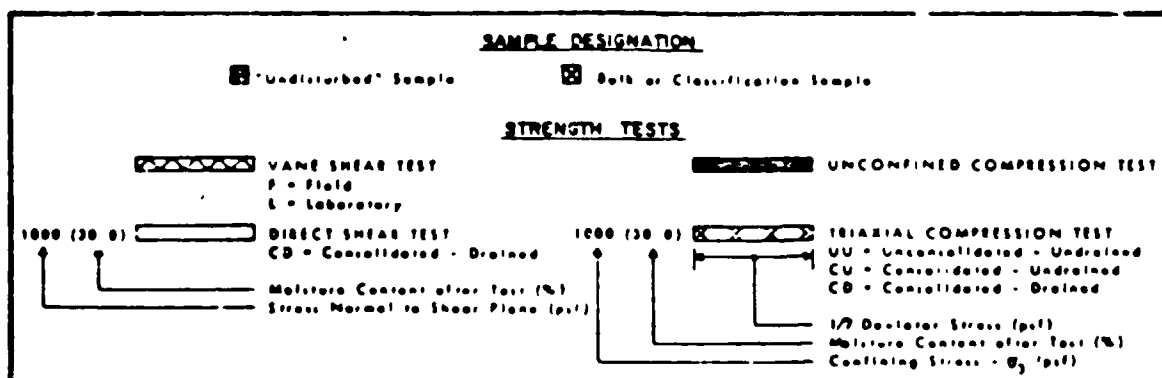 SAMPLE DESIGNATION
"Undisturbed" Sample
Bulk or Classification Sample
STRENGTH TESTS
VANE SHEAR TEST
F = Field
L = Laboratory
UNCONFINED COMPRESSION TEST
1000 (30 0)
DIRECT SHEAR TEST
CD = Consolidated - Drained
Moisture Content after Test (%)
Stress Normal to Shear Plane (psf)
1000 (30 0)
TRIAXIAL COMPRESSION TEST
UU = Unconsolidated - Undrained
CU = Consolidated - Undrained
CD = Consolidated - Drained
1/2 Deviator Stress (psf)
Moisture Content after Test (%)
Confining Stress - σ3 (psf)